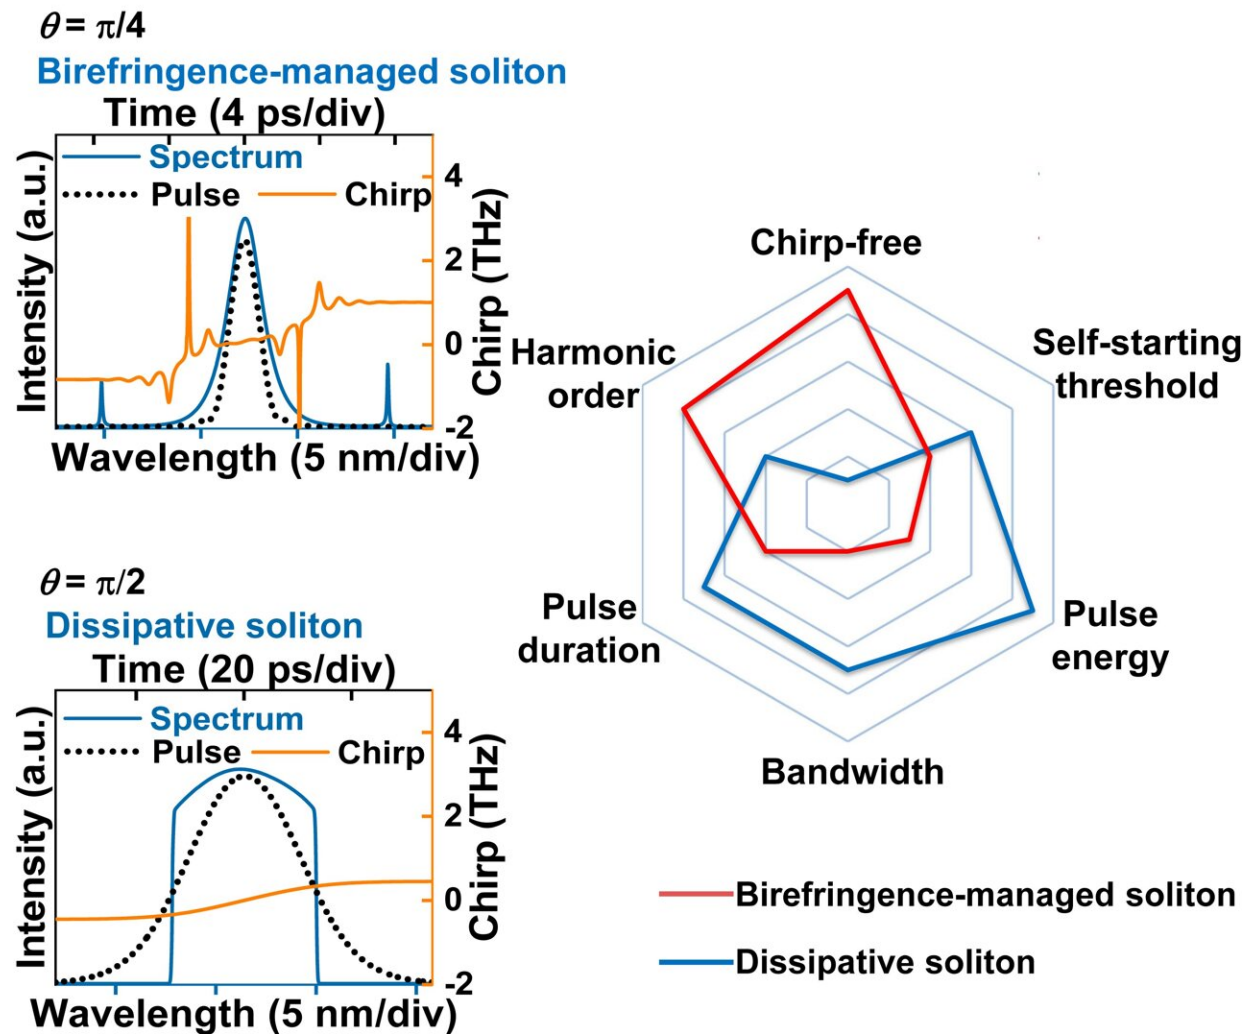 θ = π/4
Birefringence-managed soliton
Time (4 ps/div)
Intensity (a.u.)
Spectrum
Pulse
Chirp
4
2
0
-2
Chirp (THz)
Wavelength (5 nm/div)
θ = π/2
Dissipative soliton
Time (20 ps/div)
Intensity (a.u.)
Spectrum
Pulse
Chirp
4
2
0
-2
Chirp (THz)
Wavelength (5 nm/div)
Chirp-free
Self-starting
threshold
Pulse
energy
Bandwidth
Pulse
duration
Harmonic
order
Birefringence-managed soliton
Dissipative soliton